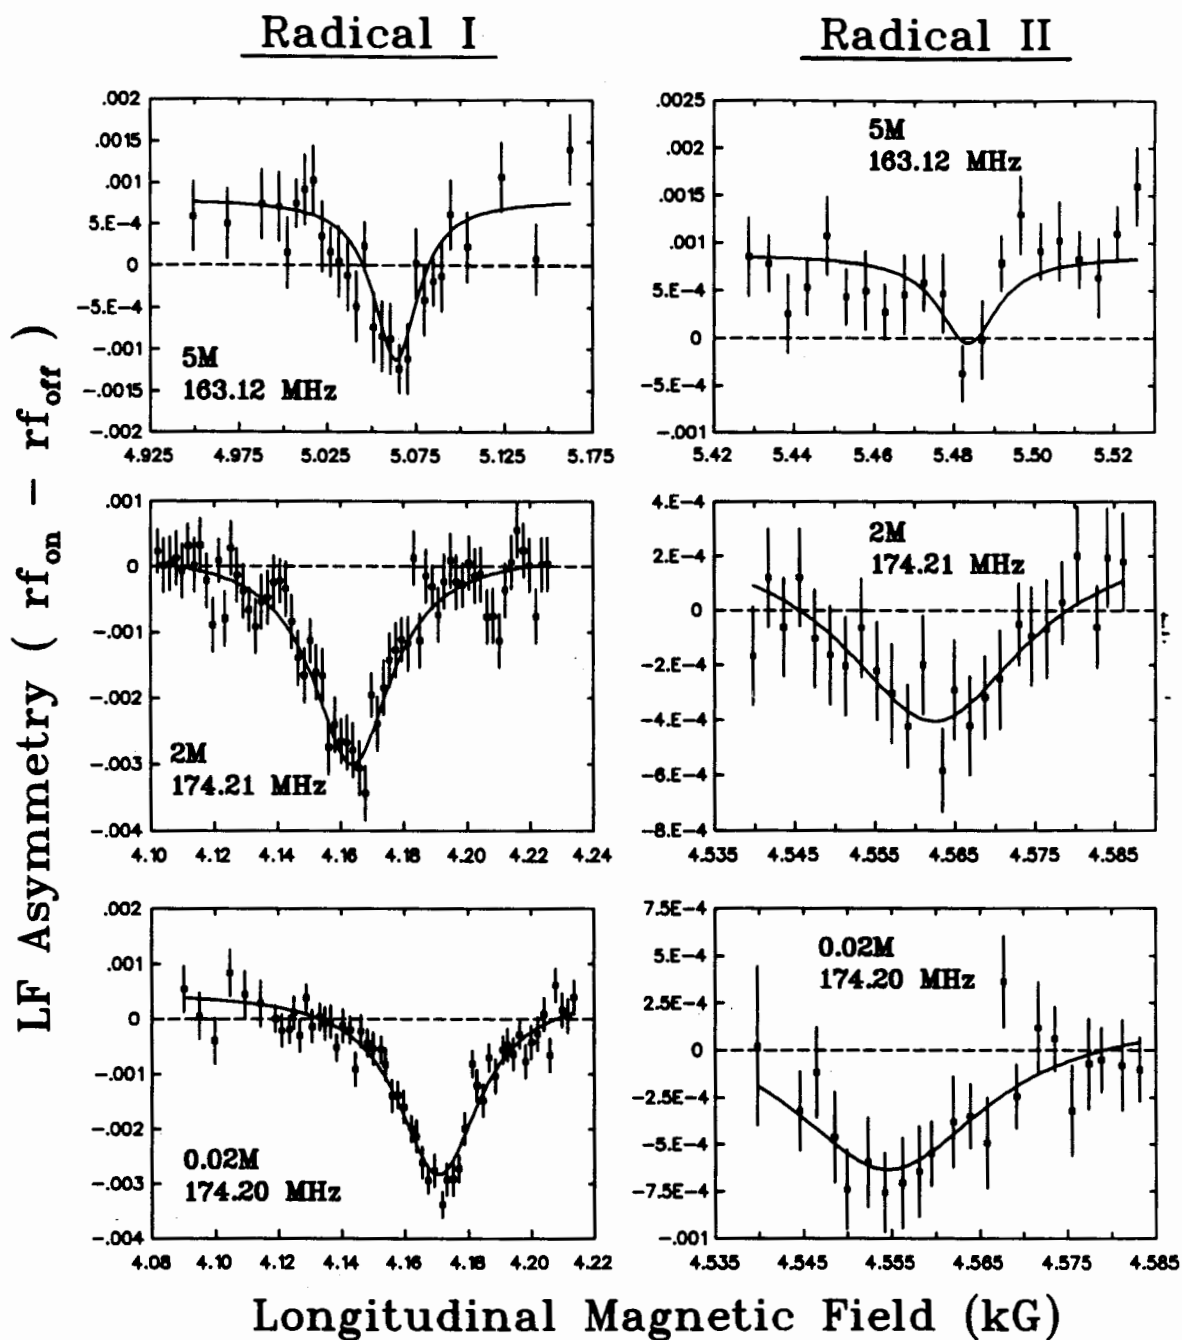 Radical I
Radical II
LF Asymmetry ( rf_on − rf_off )
.002
.0015
.001
5.E-4
0
-5.E-4
-.001
-.0015
-.002
5M
163.12 MHz
4.925 4.975 5.025 5.075 5.125 5.175
.0025
.002
.0015
.001
5.E-4
0
-5.E-4
-.001
5M
163.12 MHz
5.42 5.44 5.46 5.48 5.50 5.52
.001
0
-.001
-.002
-.003
-.004
2M
174.21 MHz
4.10 4.12 4.14 4.16 4.18 4.20 4.22 4.24
4.E-4
2.E-4
0
-2.E-4
-4.E-4
-6.E-4
-8.E-4
2M
174.21 MHz
4.535 4.545 4.555 4.565 4.575 4.585
.002
.001
0
-.001
-.002
-.003
-.004
0.02M
174.20 MHz
4.08 4.10 4.12 4.14 4.16 4.18 4.20 4.22
7.5E-4
5.E-4
2.5E-4
0
-2.5E-4
-5.E-4
-7.5E-4
-.001
0.02M
174.20 MHz
4.535 4.545 4.555 4.565 4.575 4.585
Longitudinal Magnetic Field (kG)